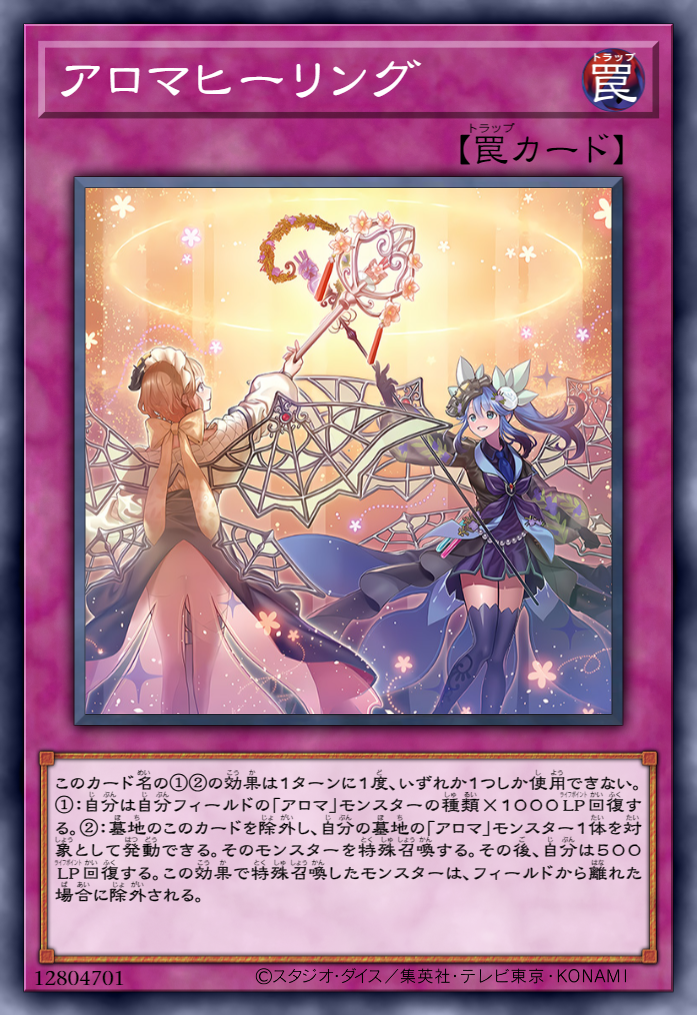 アロマヒーリング
トラップ
罠
トラップ
【罠カード】
このカード名の①②の効果は1ターンに1度、いずれか1つしか使用できない。
①：自分は自分フィールドの「アロマ」モンスターの種類×1000LP回復す
る。②：墓地のこのカードを除外し、自分の墓地の「アロマ」モンスター1体を対
象として発動できる。そのモンスターを特殊召喚する。その後、自分は500
LP回復する。この効果で特殊召喚したモンスターは、フィールドから離れた
場合に除外される。
12804701
©スタジオ・ダイス／集英社・テレビ東京・KONAMI